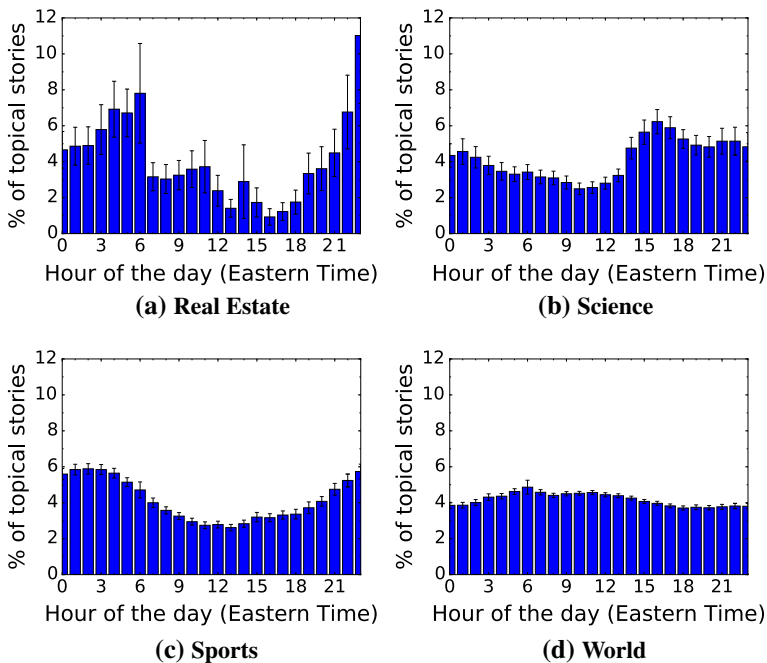 12
10
8
6
4
2
0
% of topical stories
0 3 6 9 12 15 18 21
Hour of the day (Eastern Time)
(a) Real Estate
12
10
8
6
4
2
0
% of topical stories
0 3 6 9 12 15 18 21
Hour of the day (Eastern Time)
(b) Science
12
10
8
6
4
2
0
% of topical stories
0 3 6 9 12 15 18 21
Hour of the day (Eastern Time)
(c) Sports
12
10
8
6
4
2
0
% of topical stories
0 3 6 9 12 15 18 21
Hour of the day (Eastern Time)
(d) World